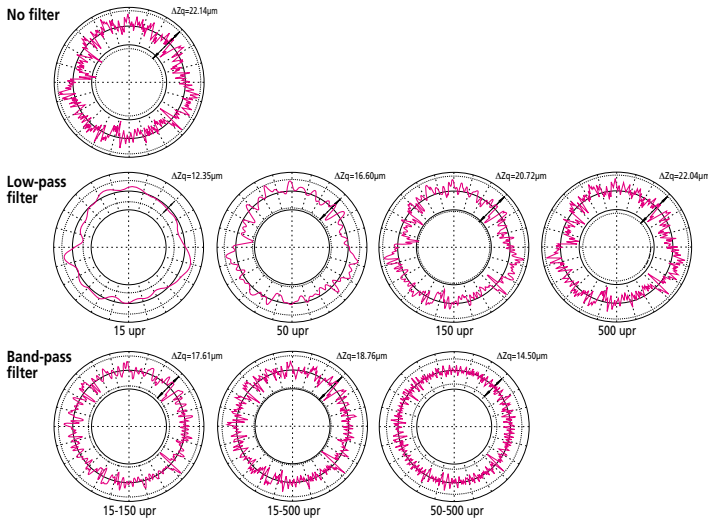 No filter
ΔZq=22.14µm
Low-pass
filter
ΔZq=12.35µm
ΔZq=16.60µm
ΔZq=20.72µm
ΔZq=22.04µm
15 upr
50 upr
150 upr
500 upr
Band-pass
filter
ΔZq=17.61µm
ΔZq=18.76µm
ΔZq=14.50µm
15-150 upr
15-500 upr
50-500 upr